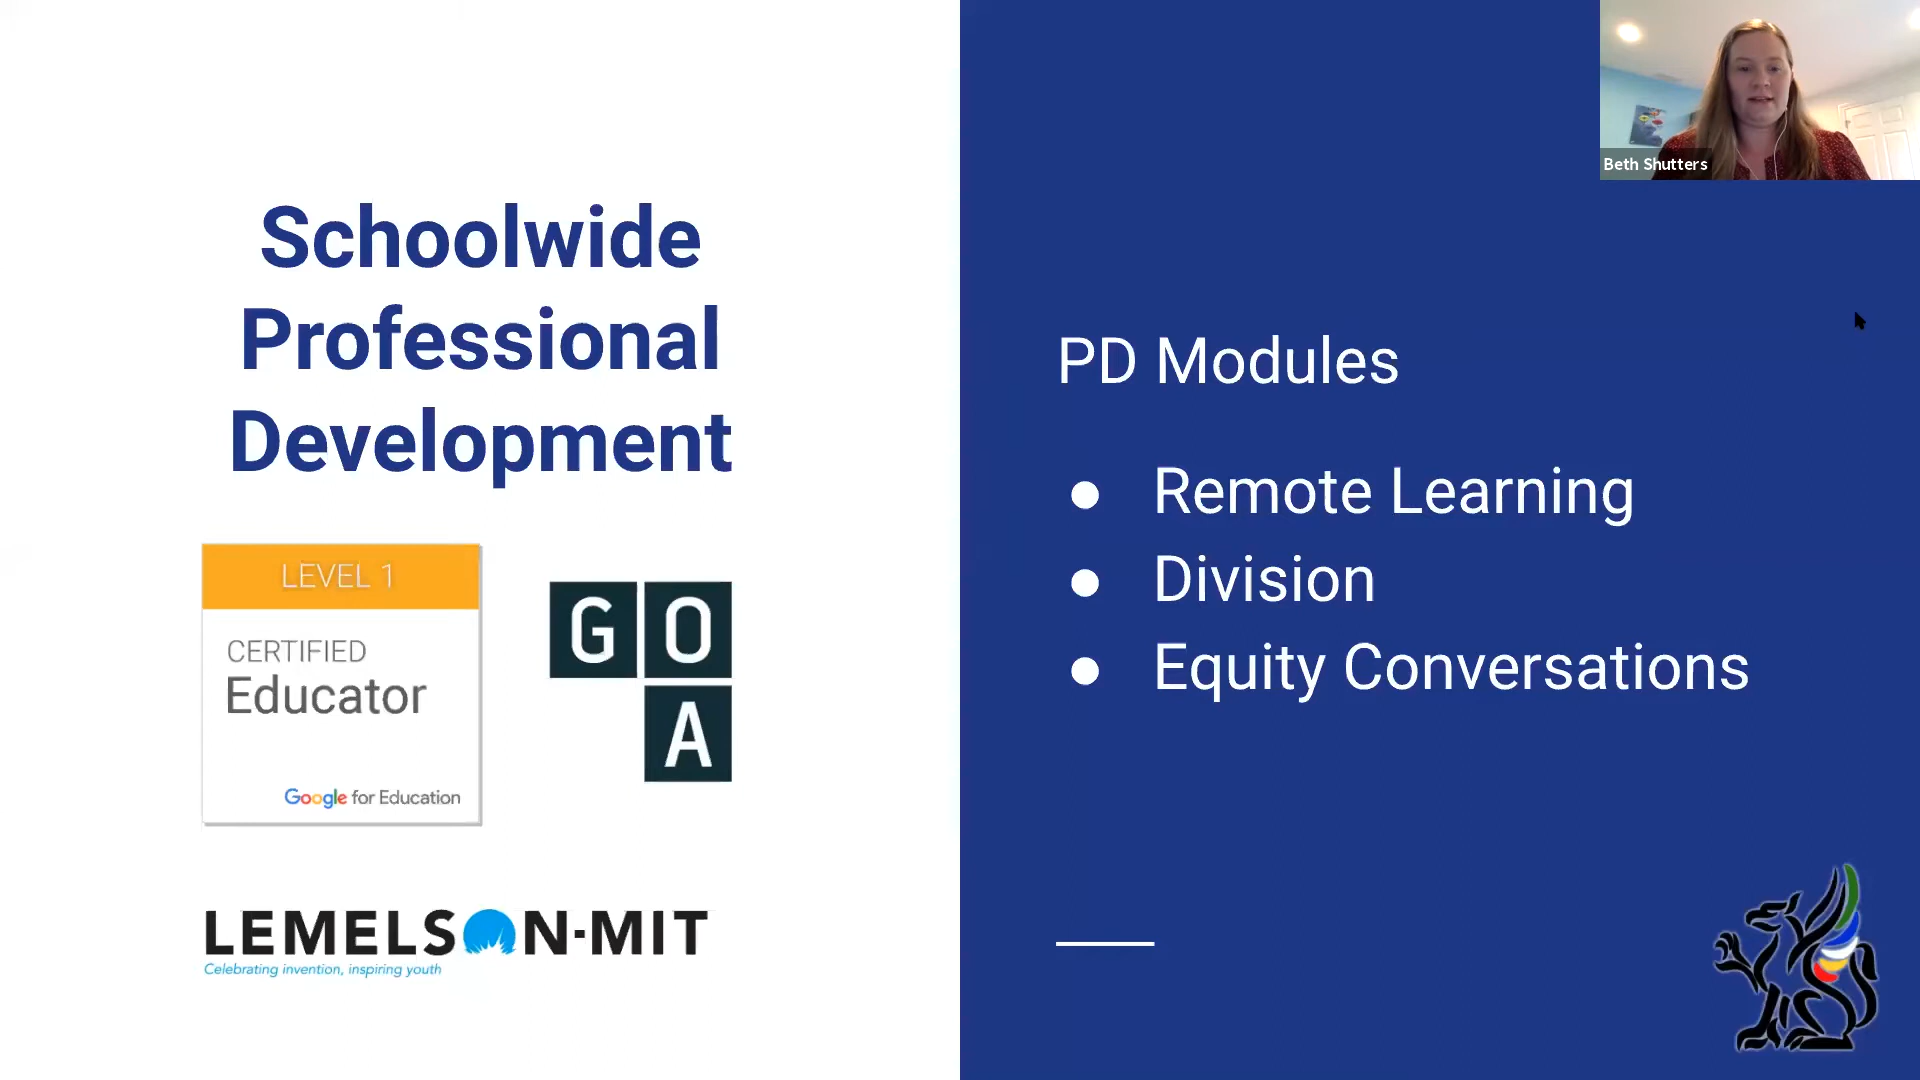 Schoolwide
Professional
Development
LEVEL 1
CERTIFIED
Educator
Google for Education
G O
A
LEMELSON-MIT
Celebrating invention, inspiring youth
Beth Shutters
PD Modules
● Remote Learning
● Division
● Equity Conversations